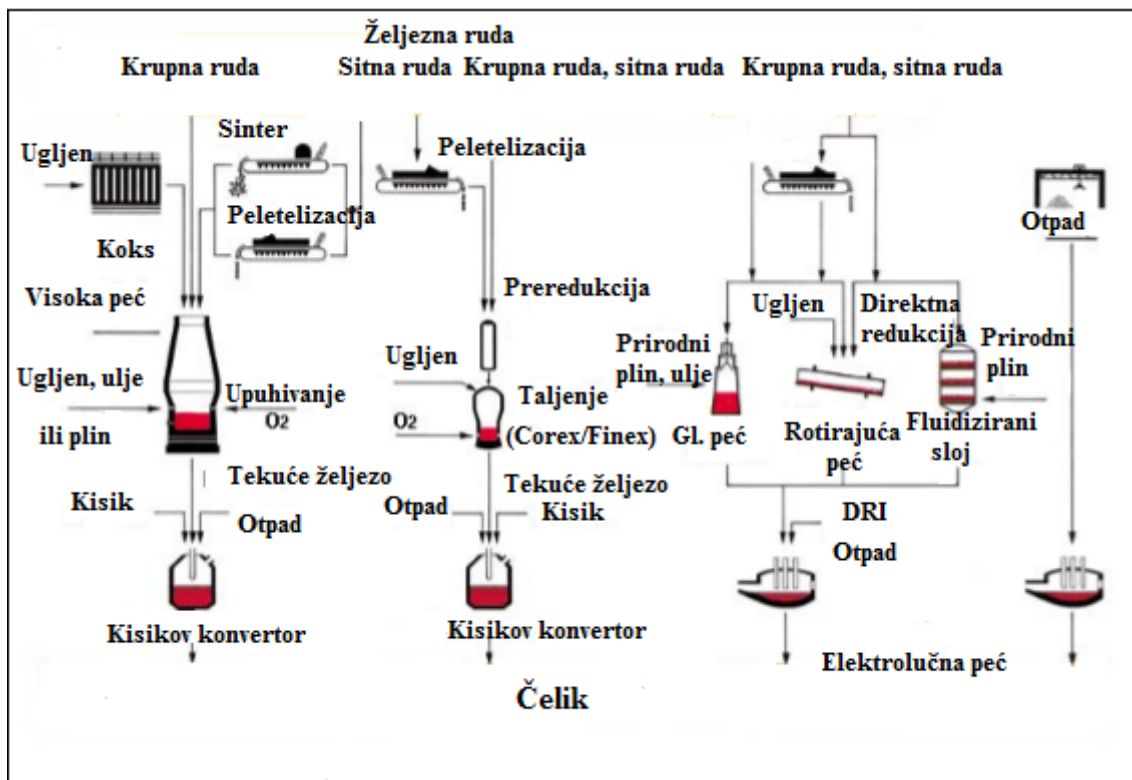 Željezna ruda
Krupna ruda
Sitna ruda
Krupna ruda, sitna ruda
Krupna ruda, sitna ruda
Sinter
Ugljen
Peletelizacija
Koks
Visoka peć
Ugljen, ulje
ili plin
Upuhivanje
O2
Tekuće željezo
Kisik
Otpad
Kisikov konvertor
Peletelizacija
Preredukcija
Ugljen
O2
Taljenje
(Corex/Finex)
Tekuće željezo
Otpad
Kisik
Kisikov konvertor
Ugljen
Direktna
redukcija
Prirodni
plin, ulje
Prirodni
plin
Gl. peć
Rotirajuća
peć
Fluidizirani
sloj
DRI
Otpad
Otpad
Elektrolučna peć
Čelik